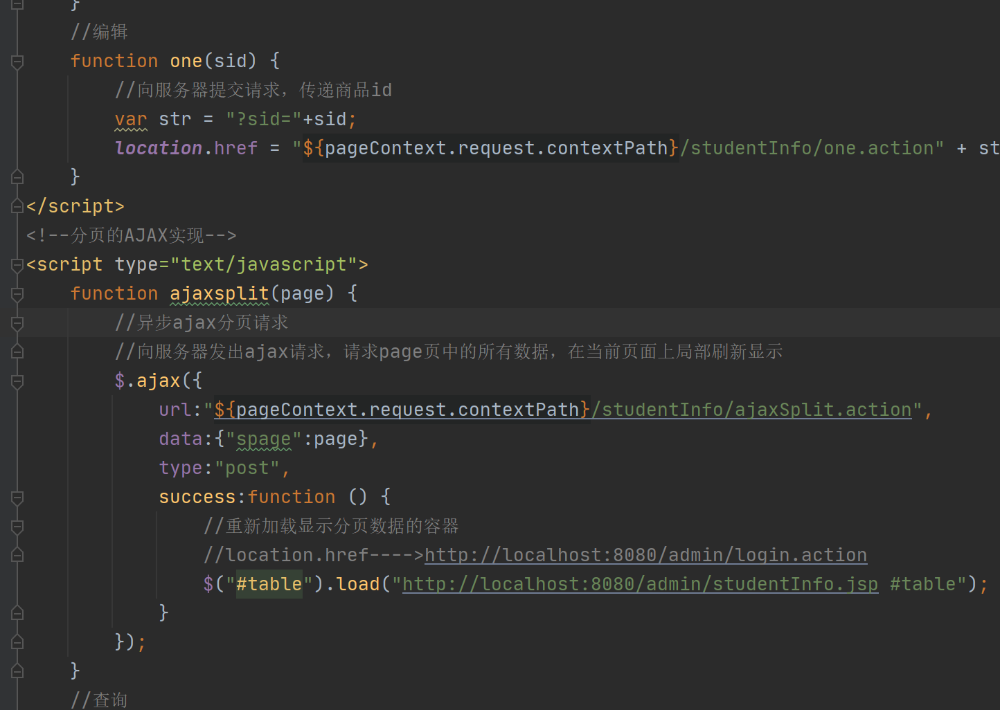 }
//编辑
function one(sid) {
//向服务器提交请求，传递商品id
var str = "?sid="+sid;
location.href = "${pageContext.request.contextPath}/studentInfo/one.action" + st
}
</script>
<!--分页的AJAX实现-->
<script type="text/javascript">
function ajaxsplit(page) {
//异步ajax分页请求
//向服务器发出ajax请求，请求page页中的所有数据，在当前页面上局部刷新显示
$.ajax({
url:"${pageContext.request.contextPath}/studentInfo/ajaxSplit.action",
data:{"spage":page},
type:"post",
success:function () {
//重新加载显示分页数据的容器
//location.href---->http://localhost:8080/admin/login.action
$("#table").load("http://localhost:8080/admin/studentInfo.jsp #table");
}
});
}
//查询